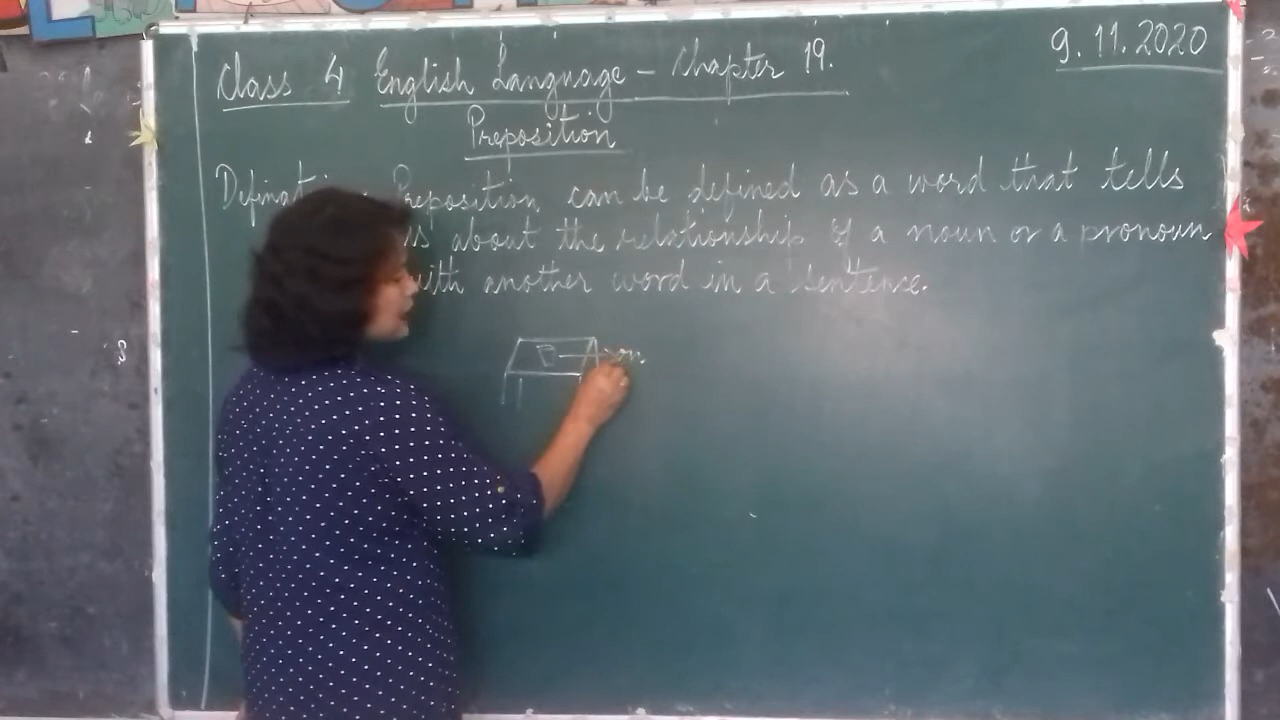 9.11.2020
Class 4 English Language - Chapter 19.
Preposition
Preposition can be defined as a word that tells
us about the relationship of a noun or a pronoun
with another word in a sentence.
on.